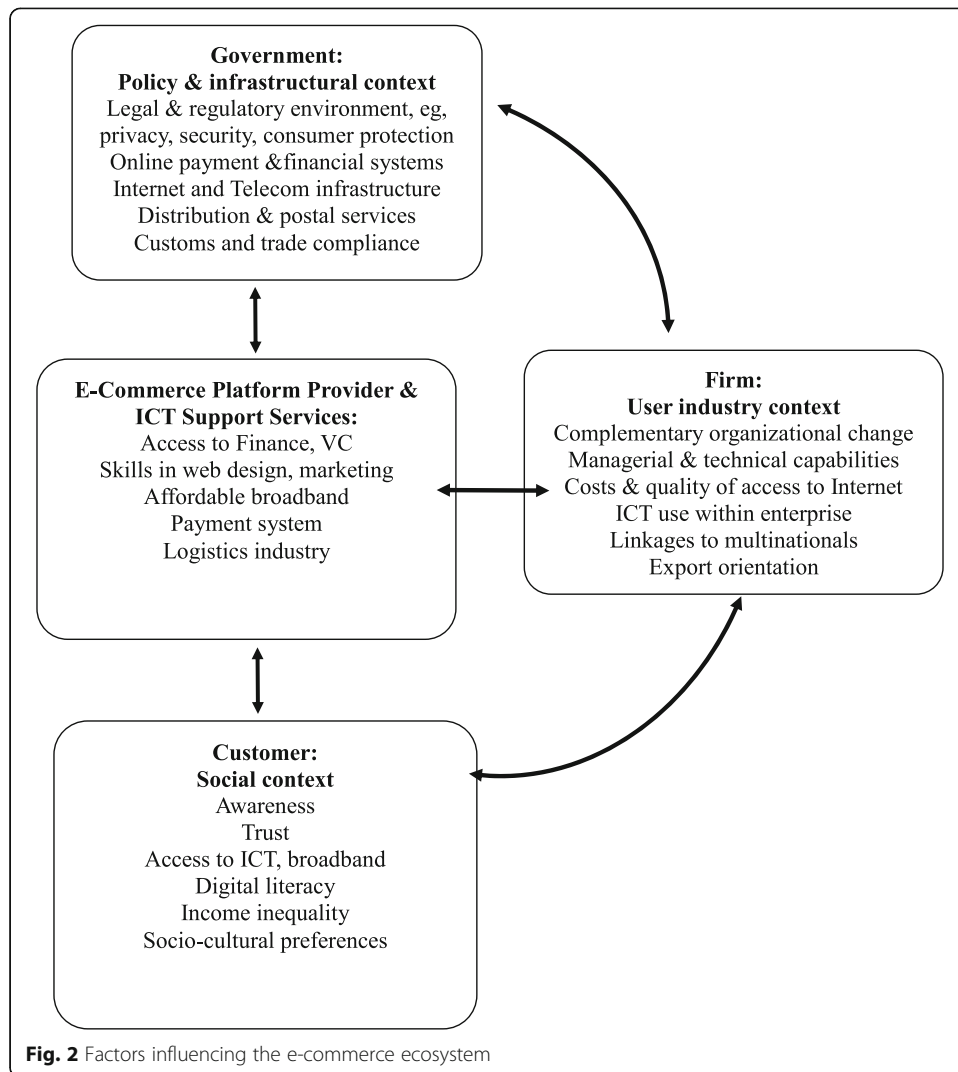 Government:
Policy & infrastructural context
Legal & regulatory environment, eg,
privacy, security, consumer protection
Online payment &financial systems
Internet and Telecom infrastructure
Distribution & postal services
Customs and trade compliance
E-Commerce Platform Provider &
ICT Support Services:
Access to Finance, VC
Skills in web design, marketing
Affordable broadband
Payment system
Logistics industry
Firm:
User industry context
Complementary organizational change
Managerial & technical capabilities
Costs & quality of access to Internet
ICT use within enterprise
Linkages to multinationals
Export orientation
Customer:
Social context
Awareness
Trust
Access to ICT, broadband
Digital literacy
Income inequality
Socio-cultural preferences
Fig. 2 Factors influencing the e-commerce ecosystem